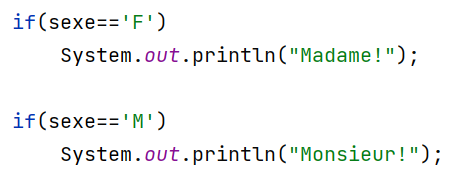 if(sexe=='F')
    System.out.println("Madame!");

if(sexe=='M')
    System.out.println("Monsieur!");